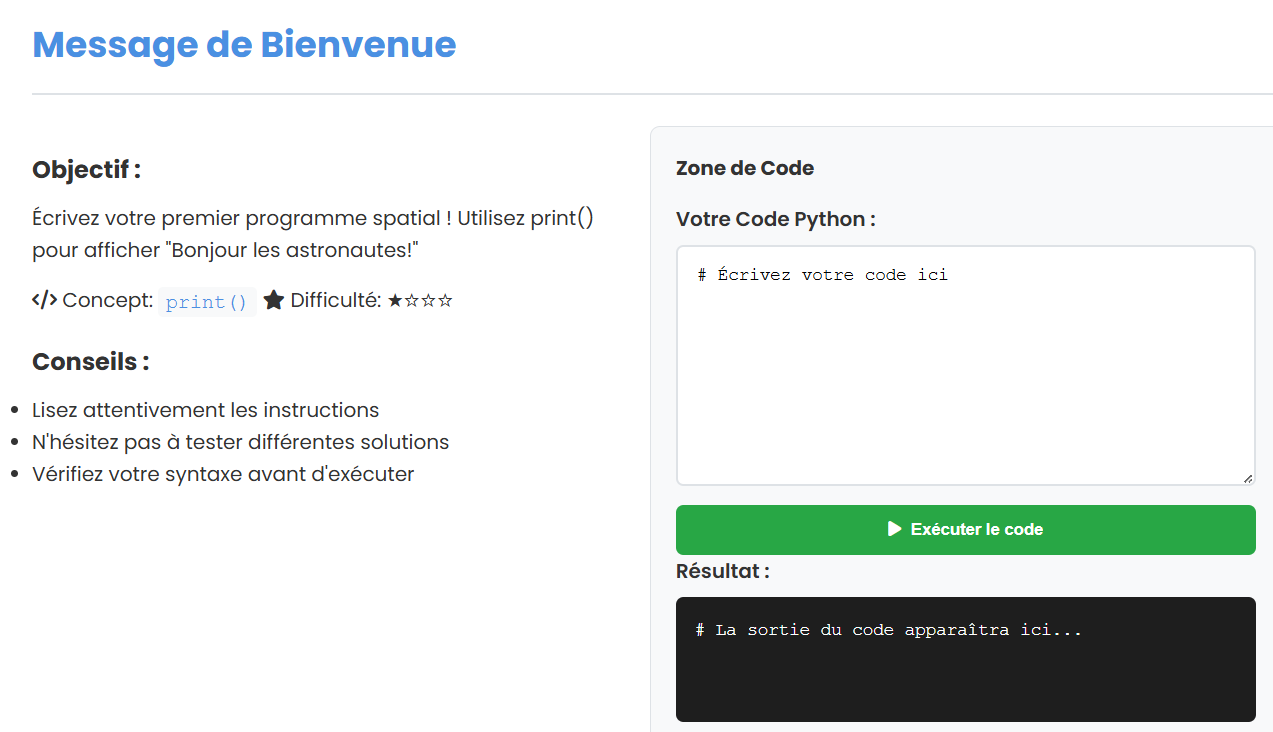 Message de Bienvenue
Objectif :
Écrivez votre premier programme spatial ! Utilisez print()
pour afficher "Bonjour les astronautes!"
</> Concept: print() ★ Difficulté: ★☆☆☆
Conseils :
Lisez attentivement les instructions
N'hésitez pas à tester différentes solutions
Vérifiez votre syntaxe avant d'exécuter
Zone de Code
Votre Code Python :
# Écrivez votre code ici
Exécuter le code
Résultat :
# La sortie du code apparaîtra ici...